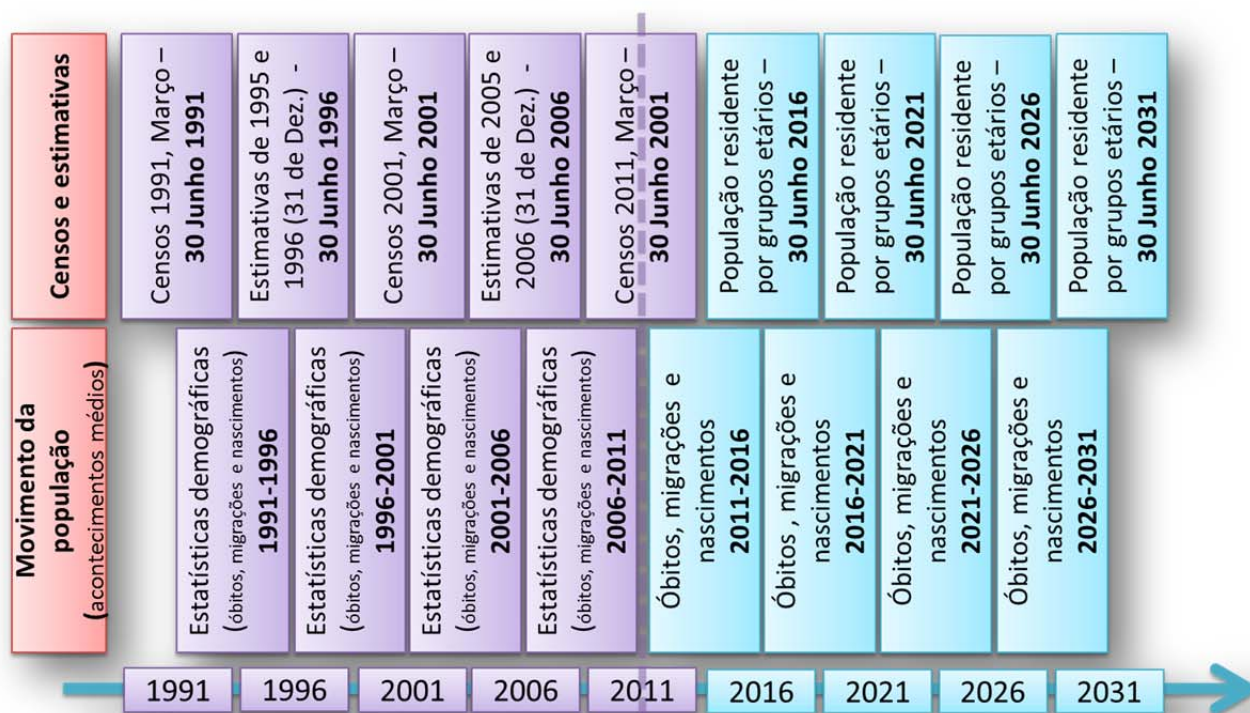 Censos e estimativas
Censos 1991, Março –
30 Junho 1991
Estimativas de 1995 e
1996 (31 de Dez.) -
30 Junho 1996
Censos 2001, Março –
30 Junho 2001
Estimativas de 2005 e
2006 (31 de Dez.) -
30 Junho 2006
Censos 2011, Março –
30 Junho 2001
População residente
por grupos etários –
30 Junho 2016
População residente
por grupos etários –
30 Junho 2021
População residente
por grupos etários –
30 Junho 2026
População residente
por grupos etários –
30 Junho 2031
Movimento da
população
(acontecimentos médios)
Estatísticas demográficas
(óbitos, migrações e nascimentos)
1991-1996
Estatísticas demográficas
(óbitos, migrações e nascimentos)
1996-2001
Estatísticas demográficas
(óbitos, migrações e nascimentos)
2001-2006
Estatísticas demográficas
(óbitos, migrações e nascimentos)
2006-2011
Óbitos, migrações e
nascimentos
2011-2016
Óbitos , migrações e
nascimentos
2016-2021
Óbitos, migrações e
nascimentos
2021-2026
Óbitos, migrações e
nascimentos
2026-2031
1991
1996
2001
2006
2011
2016
2021
2026
2031